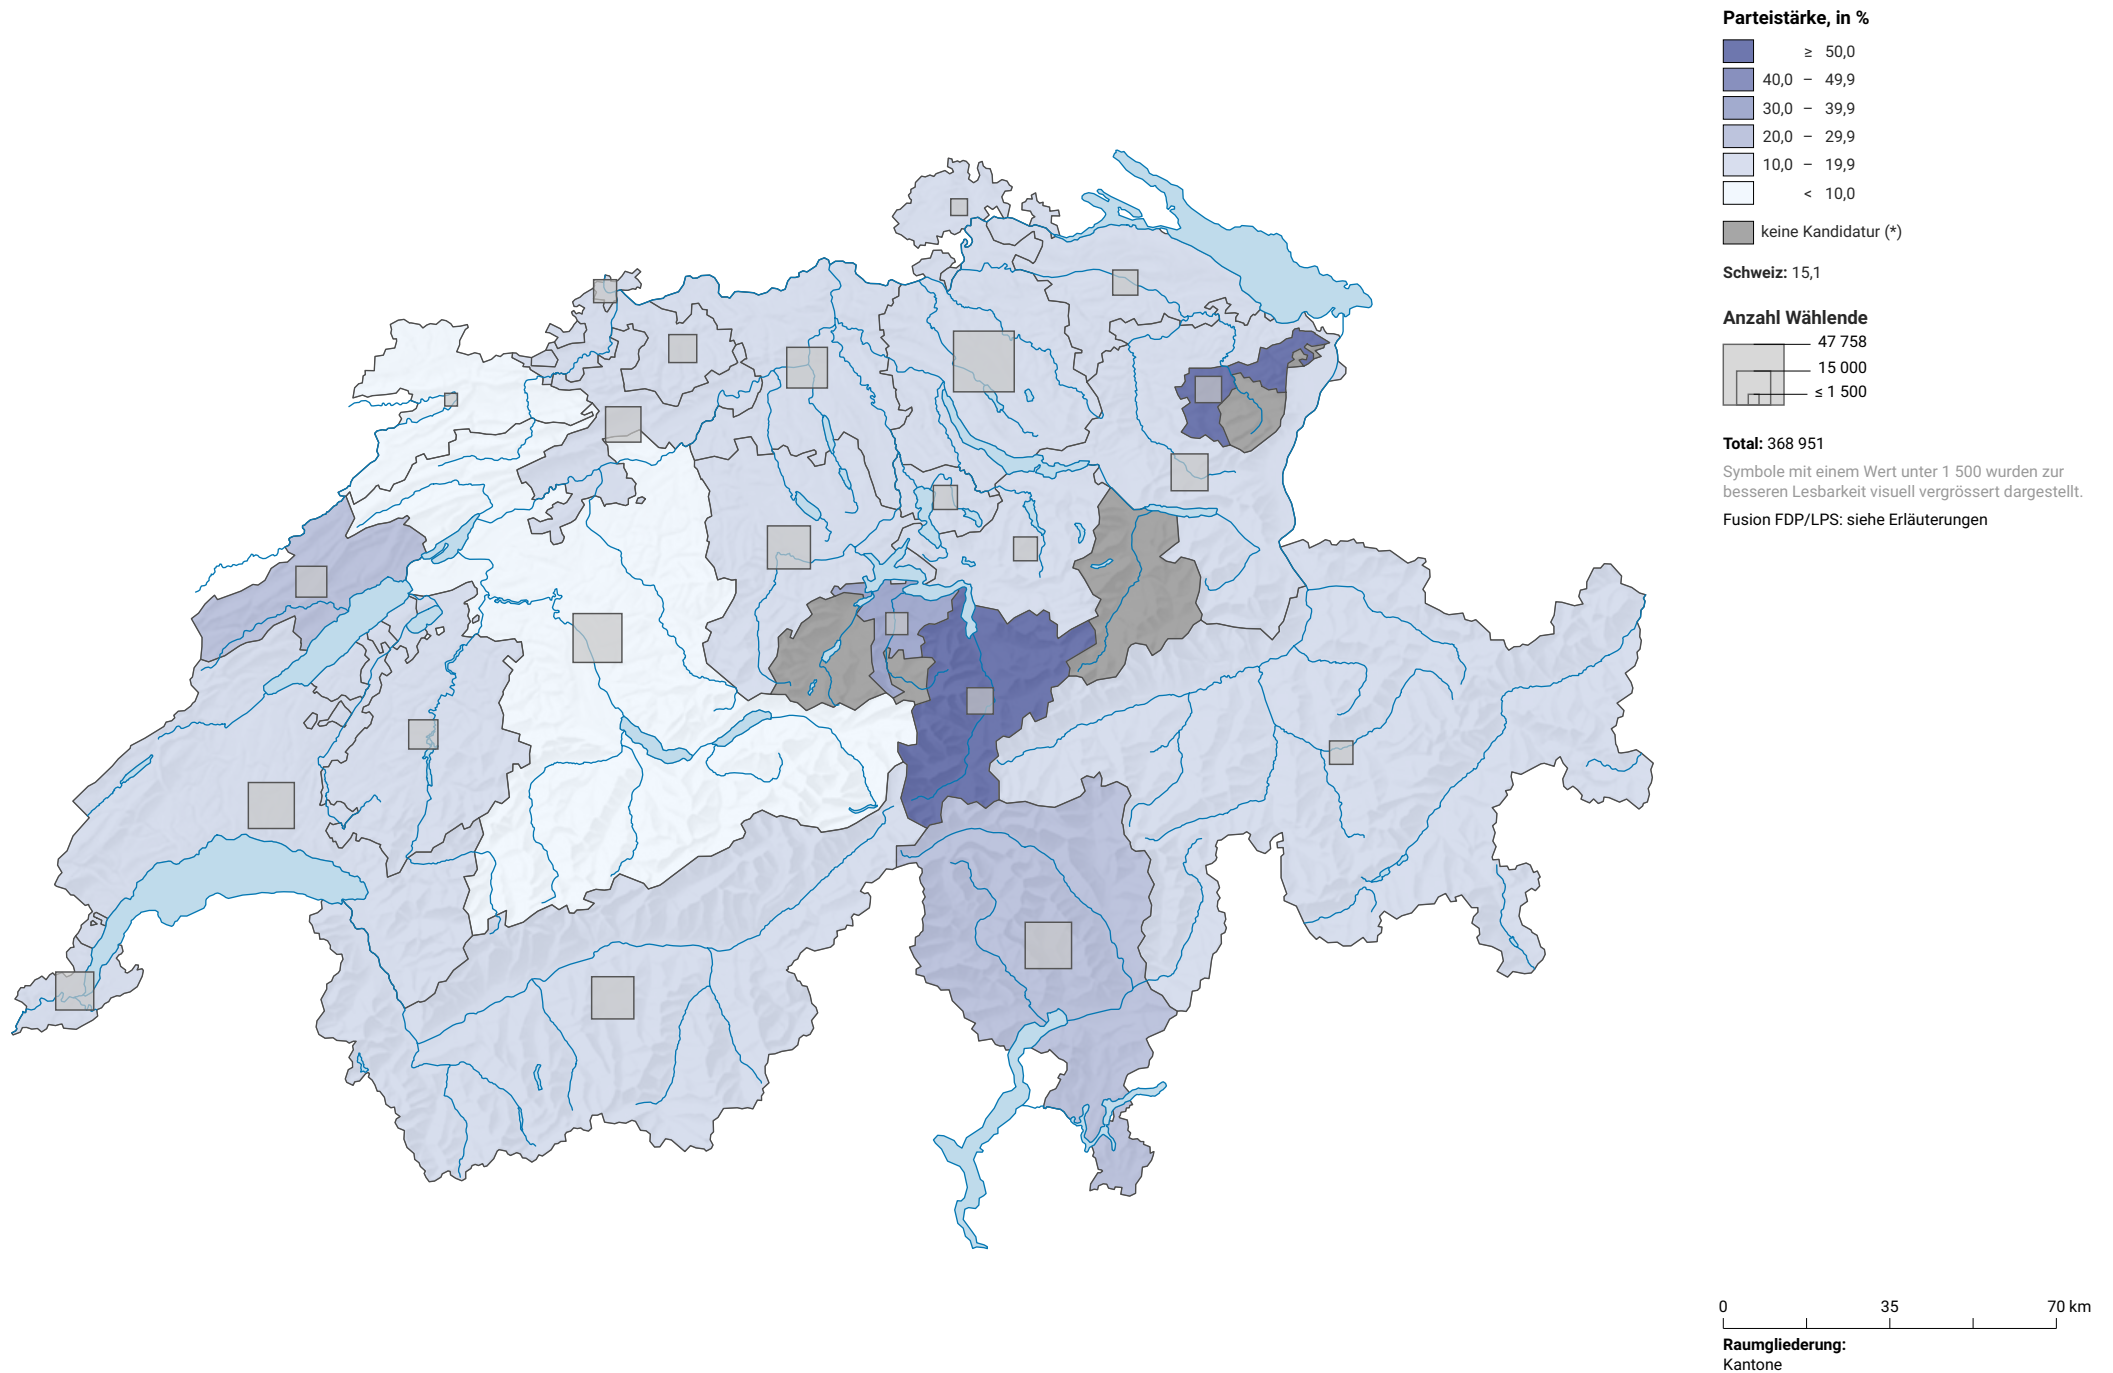 Parteistärke, in %
≥ 50,0
40,0 – 49,9
30,0 – 39,9
20,0 – 29,9
10,0 – 19,9
< 10,0
keine Kandidatur (*)
Schweiz: 15,1
Anzahl Wählende
47 758
15 000
≤ 1 500
Total: 368 951
Symbole mit einem Wert unter 1 500 wurden zur
besseren Lesbarkeit visuell vergrössert dargestellt.
Fusion FDP/LPS: siehe Erläuterungen
0 35 70 km
Raumgliederung:
Kantone